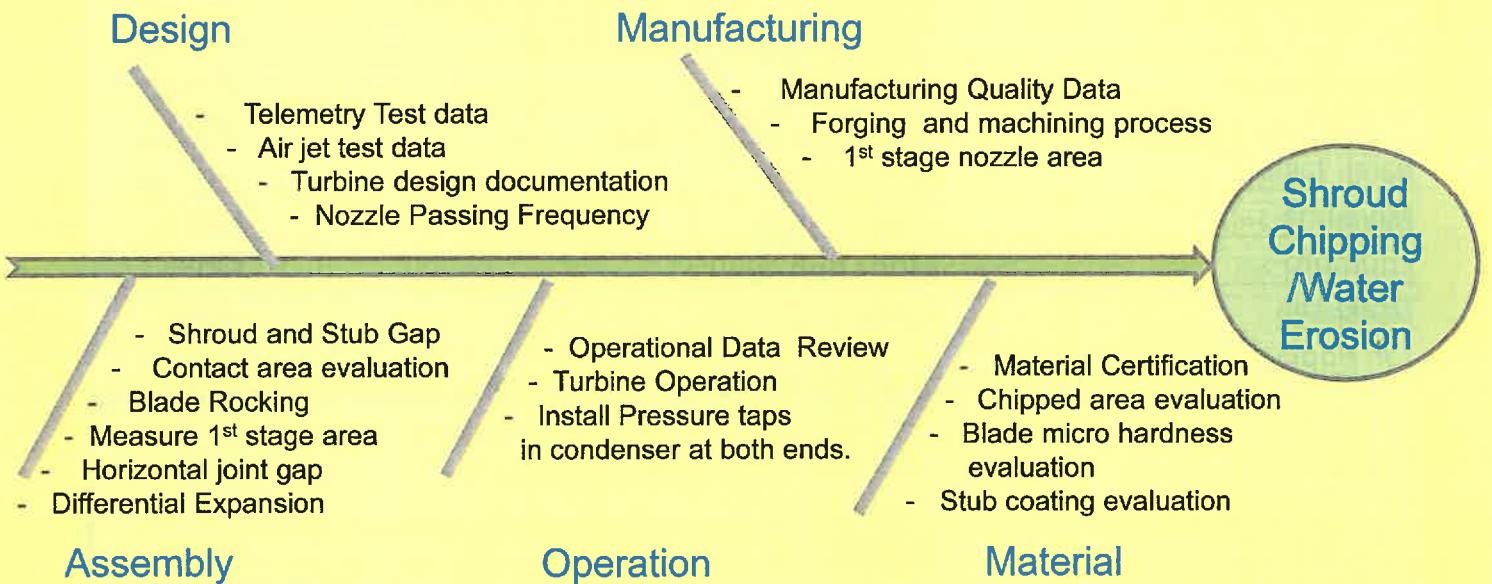 Design
- Telemetry Test data
- Air jet test data
- Turbine design documentation
- Nozzle Passing Frequency
Manufacturing
- Manufacturing Quality Data
- Forging and machining process
- 1st stage nozzle area
Shroud
Chipping
/Water
Erosion
- Shroud and Stub Gap
- Contact area evaluation
- Blade Rocking
- Measure 1st stage area
- Horizontal joint gap
- Differential Expansion
Assembly
- Operational Data Review
- Turbine Operation
- Install Pressure taps
in condenser at both ends.
Operation
- Material Certification
- Chipped area evaluation
- Blade micro hardness
evaluation
- Stub coating evaluation
Material